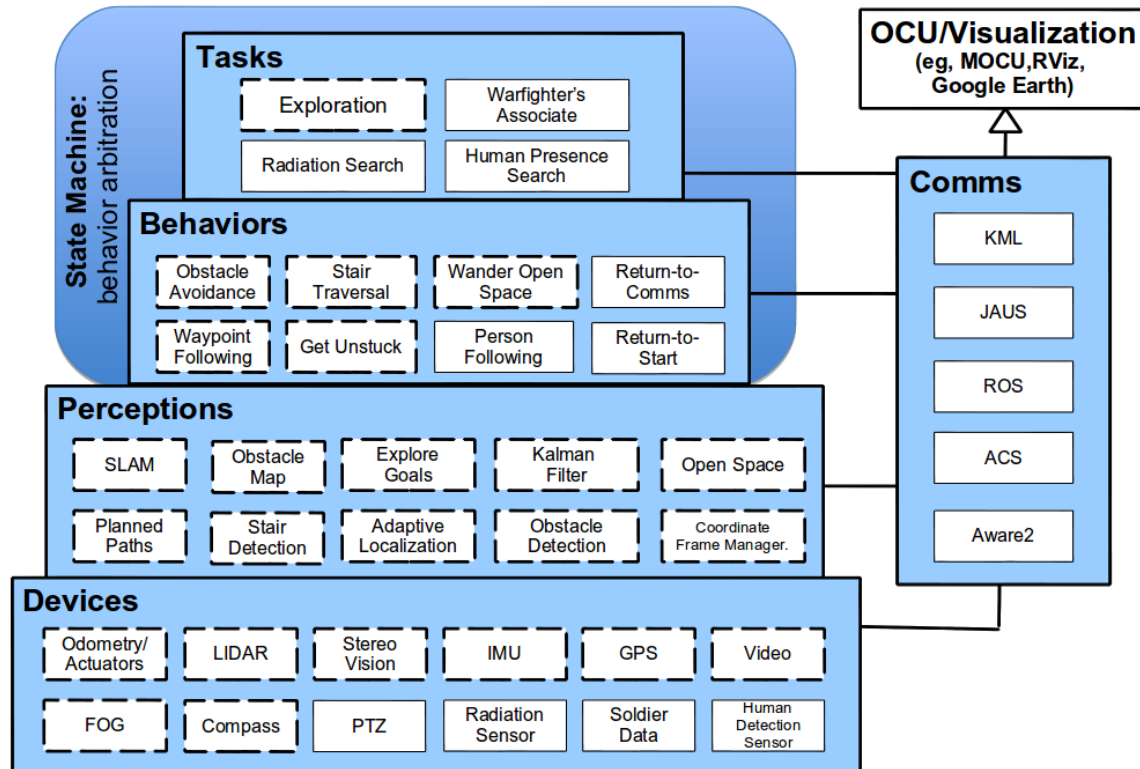 OCU/Visualization
(eg, MOCU,RViz,
Google Earth)
State Machine:
behavior arbitration
Tasks
Exploration
Warfighter's
Associate
Radiation Search
Human Presence
Search
Behaviors
Obstacle
Avoidance
Stair
Traversal
Wander Open
Space
Return-to-
Comms
Waypoint
Following
Get Unstuck
Person
Following
Return-to-
Start
Perceptions
SLAM
Obstacle
Map
Explore
Goals
Kalman
Filter
Open Space
Planned
Paths
Stair
Detection
Adaptive
Localization
Obstacle
Detection
Coordinate
Frame Manager.
Devices
Odometry/
Actuators
LIDAR
Stereo
Vision
IMU
GPS
Video
FOG
Compass
PTZ
Radiation
Sensor
Soldier
Data
Human
Detection
Sensor
Comms
KML
JAUS
ROS
ACS
Aware2